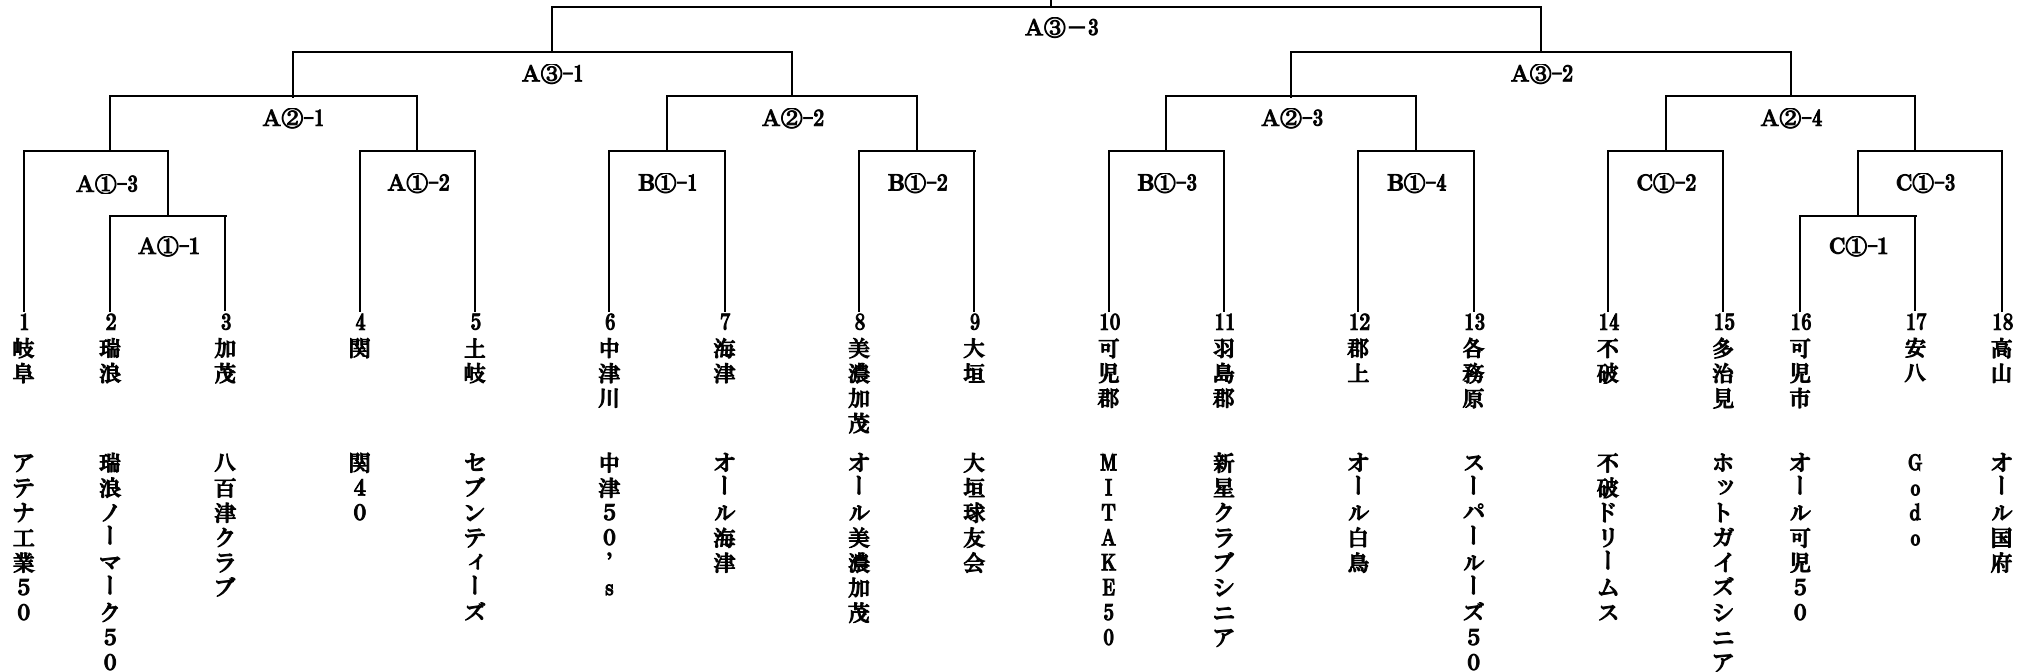 A③－3
A③-1
A③-2
A②-1
A②-2
A②-3
A②-4
A①-3
A①-2
B①-1
B①-2
B①-3
B①-4
C①-2
C①-3
A①-1
C①-1
1 岐阜 アテナ工業50
2 瑞浪 瑞浪ノーマーク50
3 加茂 八百津クラブ
4 関 関40
5 土岐 セブンティーズ
6 中津川 中津50’s
7 海津 オール海津
8 美濃加茂 オール美濃加茂
9 大垣 大垣球友会
10 可児郡 MITAKE50
11 羽島郡 新星クラブシニア
12 郡上 オール白鳥
13 各務原 スーパールーズ50
14 不破 不破ドリームス
15 多治見 ホットガイズシニア
16 可児市 オール可児50
17 安八 Godo
18 高山 オール国府